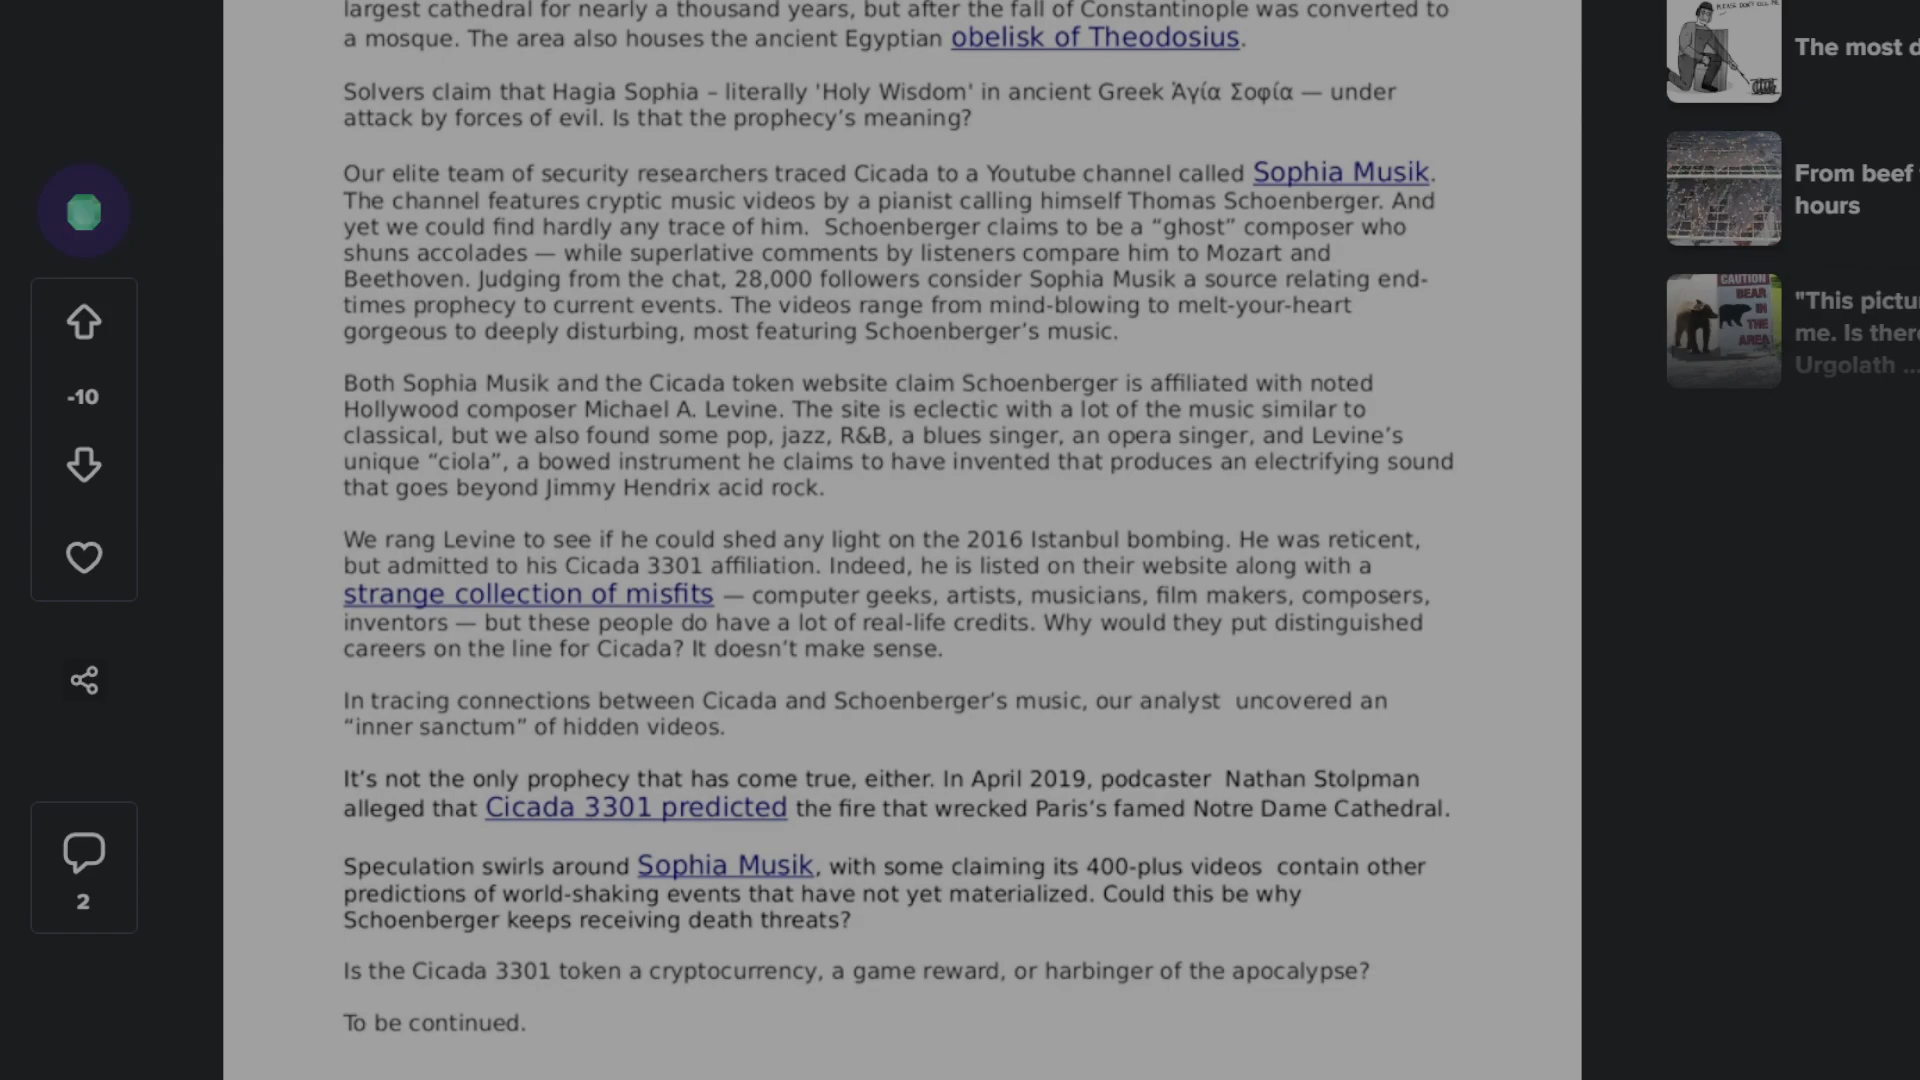 largest cathedral for nearly a thousand years, but after the fall of Constantinople was converted to
a mosque. The area also houses the ancient Egyptian obelisk of Theodosius.
Solvers claim that Hagia Sophia – literally 'Holy Wisdom' in ancient Greek Ἁγία Σοφία — under
attack by forces of evil. Is that the prophecy’s meaning?
Our elite team of security researchers traced Cicada to a Youtube channel called Sophia Musik.
The channel features cryptic music videos by a pianist calling himself Thomas Schoenberger. And
yet we could find hardly any trace of him.  Schoenberger claims to be a “ghost” composer who
shuns accolades — while superlative comments by listeners compare him to Mozart and
Beethoven. Judging from the chat, 28,000 followers consider Sophia Musik a source relating end-
times prophecy to current events. The videos range from mind-blowing to melt-your-heart
gorgeous to deeply disturbing, most featuring Schoenberger’s music.
Both Sophia Musik and the Cicada token website claim Schoenberger is affiliated with noted
Hollywood composer Michael A. Levine. The site is eclectic with a lot of the music similar to
classical, but we also found some pop, jazz, R&B, a blues singer, an opera singer, and Levine’s
unique “ciola”, a bowed instrument he claims to have invented that produces an electrifying sound
that goes beyond Jimmy Hendrix acid rock.
We rang Levine to see if he could shed any light on the 2016 Istanbul bombing. He was reticent,
but admitted to his Cicada 3301 affiliation. Indeed, he is listed on their website along with a
strange collection of misfits — computer geeks, artists, musicians, film makers, composers,
inventors — but these people do have a lot of real-life credits. Why would they put distinguished
careers on the line for Cicada? It doesn’t make sense.
In tracing connections between Cicada and Schoenberger’s music, our analyst  uncovered an
“inner sanctum” of hidden videos.
It’s not the only prophecy that has come true, either. In April 2019, podcaster  Nathan Stolpman
alleged that Cicada 3301 predicted the fire that wrecked Paris’s famed Notre Dame Cathedral.
Speculation swirls around Sophia Musik, with some claiming its 400-plus videos  contain other
predictions of world-shaking events that have not yet materialized. Could this be why
Schoenberger keeps receiving death threats?
Is the Cicada 3301 token a cryptocurrency, a game reward, or harbinger of the apocalypse?
To be continued.
-10
2
PLEASE DON'T KILL ME
The most d
From beef
hours
CAUTION
BEAR
IN
THE
AREA
"This pictu
me. Is there
Urgolath ...